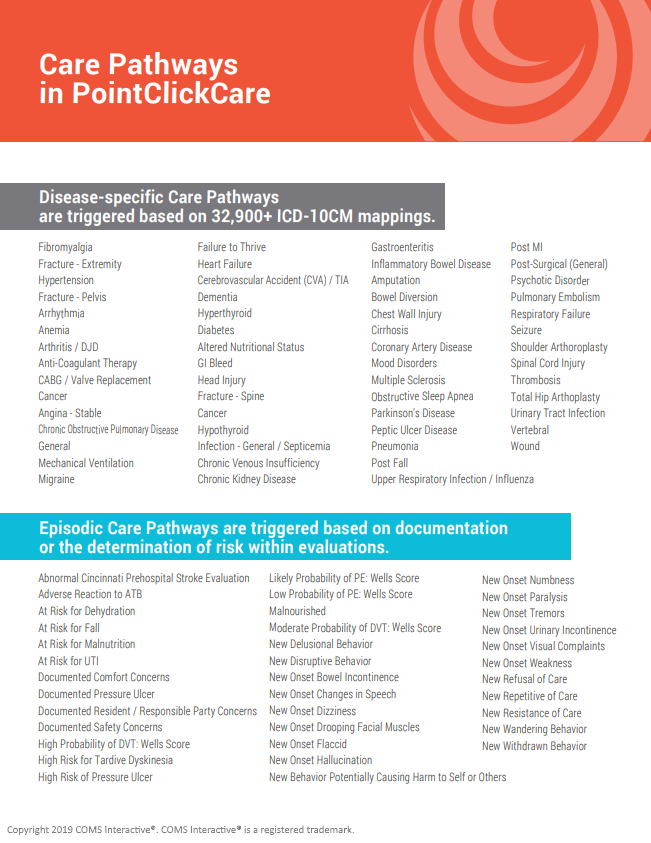 Care Pathways
in PointClickCare
Disease-specific Care Pathways
are triggered based on 32,900+ ICD-10CM mappings.
Fibromyalgia
Fracture - Extremity
Hypertension
Fracture - Pelvis
Arrhythmia
Anemia
Arthritis / DJD
Anti-Coagulant Therapy
CABG / Valve Replacement
Cancer
Angina - Stable
Chronic Obstructive Pulmonary Disease
General
Mechanical Ventilation
Migraine
Failure to Thrive
Heart Failure
Cerebrovascular Accident (CVA) / TIA
Dementia
Hyperthyroid
Diabetes
Altered Nutritional Status
GI Bleed
Head Injury
Fracture - Spine
Cancer
Hypothyroid
Infection - General / Septicemia
Chronic Venous Insufficiency
Chronic Kidney Disease
Gastroenteritis
Inflammatory Bowel Disease
Amputation
Bowel Diversion
Chest Wall Injury
Cirrhosis
Coronary Artery Disease
Mood Disorders
Multiple Sclerosis
Obstructive Sleep Apnea
Parkinson's Disease
Peptic Ulcer Disease
Pneumonia
Post Fall
Upper Respiratory Infection / Influenza
Post MI
Post-Surgical (General)
Psychotic Disorder
Pulmonary Embolism
Respiratory Failure
Seizure
Shoulder Arthoroplasty
Spinal Cord Injury
Thrombosis
Total Hip Arthoplasty
Urinary Tract Infection
Vertebral
Wound
Episodic Care Pathways are triggered based on documentation
or the determination of risk within evaluations.
Abnormal Cincinnati Prehospital Stroke Evaluation
Adverse Reaction to ATB
At Risk for Dehydration
At Risk for Fall
At Risk for Malnutrition
At Risk for UTI
Documented Comfort Concerns
Documented Pressure Ulcer
Documented Resident / Responsible Party Concerns
Documented Safety Concerns
High Probability of DVT: Wells Score
High Risk for Tardive Dyskinesia
High Risk of Pressure Ulcer
Likely Probability of PE: Wells Score
Low Probability of PE: Wells Score
Malnourished
Moderate Probability of DVT: Wells Score
New Delusional Behavior
New Disruptive Behavior
New Onset Bowel Incontinence
New Onset Changes in Speech
New Onset Dizziness
New Onset Drooping Facial Muscles
New Onset Flaccid
New Onset Hallucination
New Behavior Potentially Causing Harm to Self or Others
New Onset Numbness
New Onset Paralysis
New Onset Tremors
New Onset Urinary Incontinence
New Onset Visual Complaints
New Onset Weakness
New Refusal of Care
New Repetitive of Care
New Resistance of Care
New Wandering Behavior
New Withdrawn Behavior
Copyright 2019 COMS Interactive®. COMS Interactive® is a registered trademark.